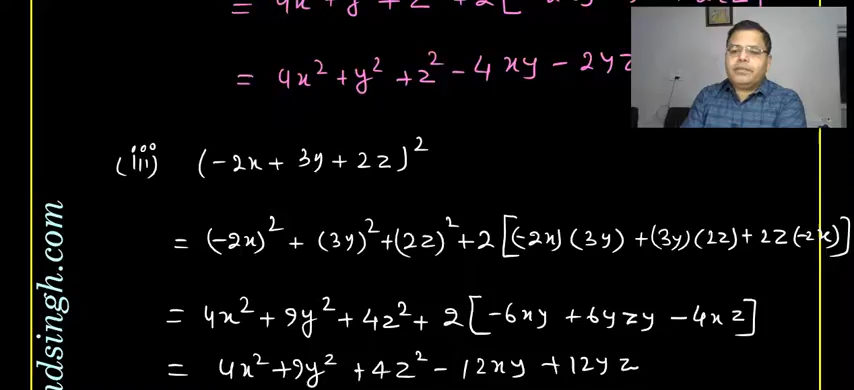 = 4x² + y² + z² - 4xy - 2yz
(iii) (-2x + 3y + 2z)²
= (-2x)² + (3y)² + (2z)² + 2[(-2x)(3y) + (3y)(2z) + 2z(-2x)]
= 4x² + 9y² + 4z² + 2[-6xy + 6yzy - 4xz]
= 4x² + 9y² + 4z² - 12xy + 12yz
ndsingh.com